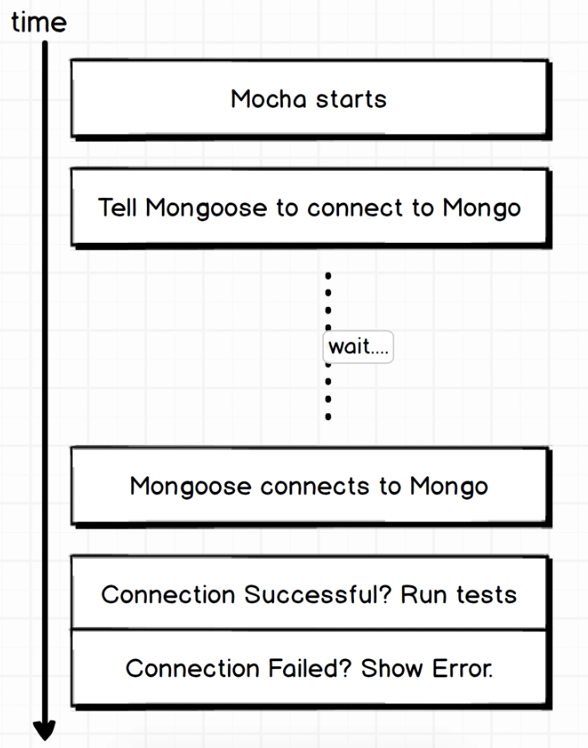 time
Mocha starts
Tell Mongoose to connect to Mongo
wait....
Mongoose connects to Mongo
Connection Successful? Run tests
Connection Failed? Show Error.